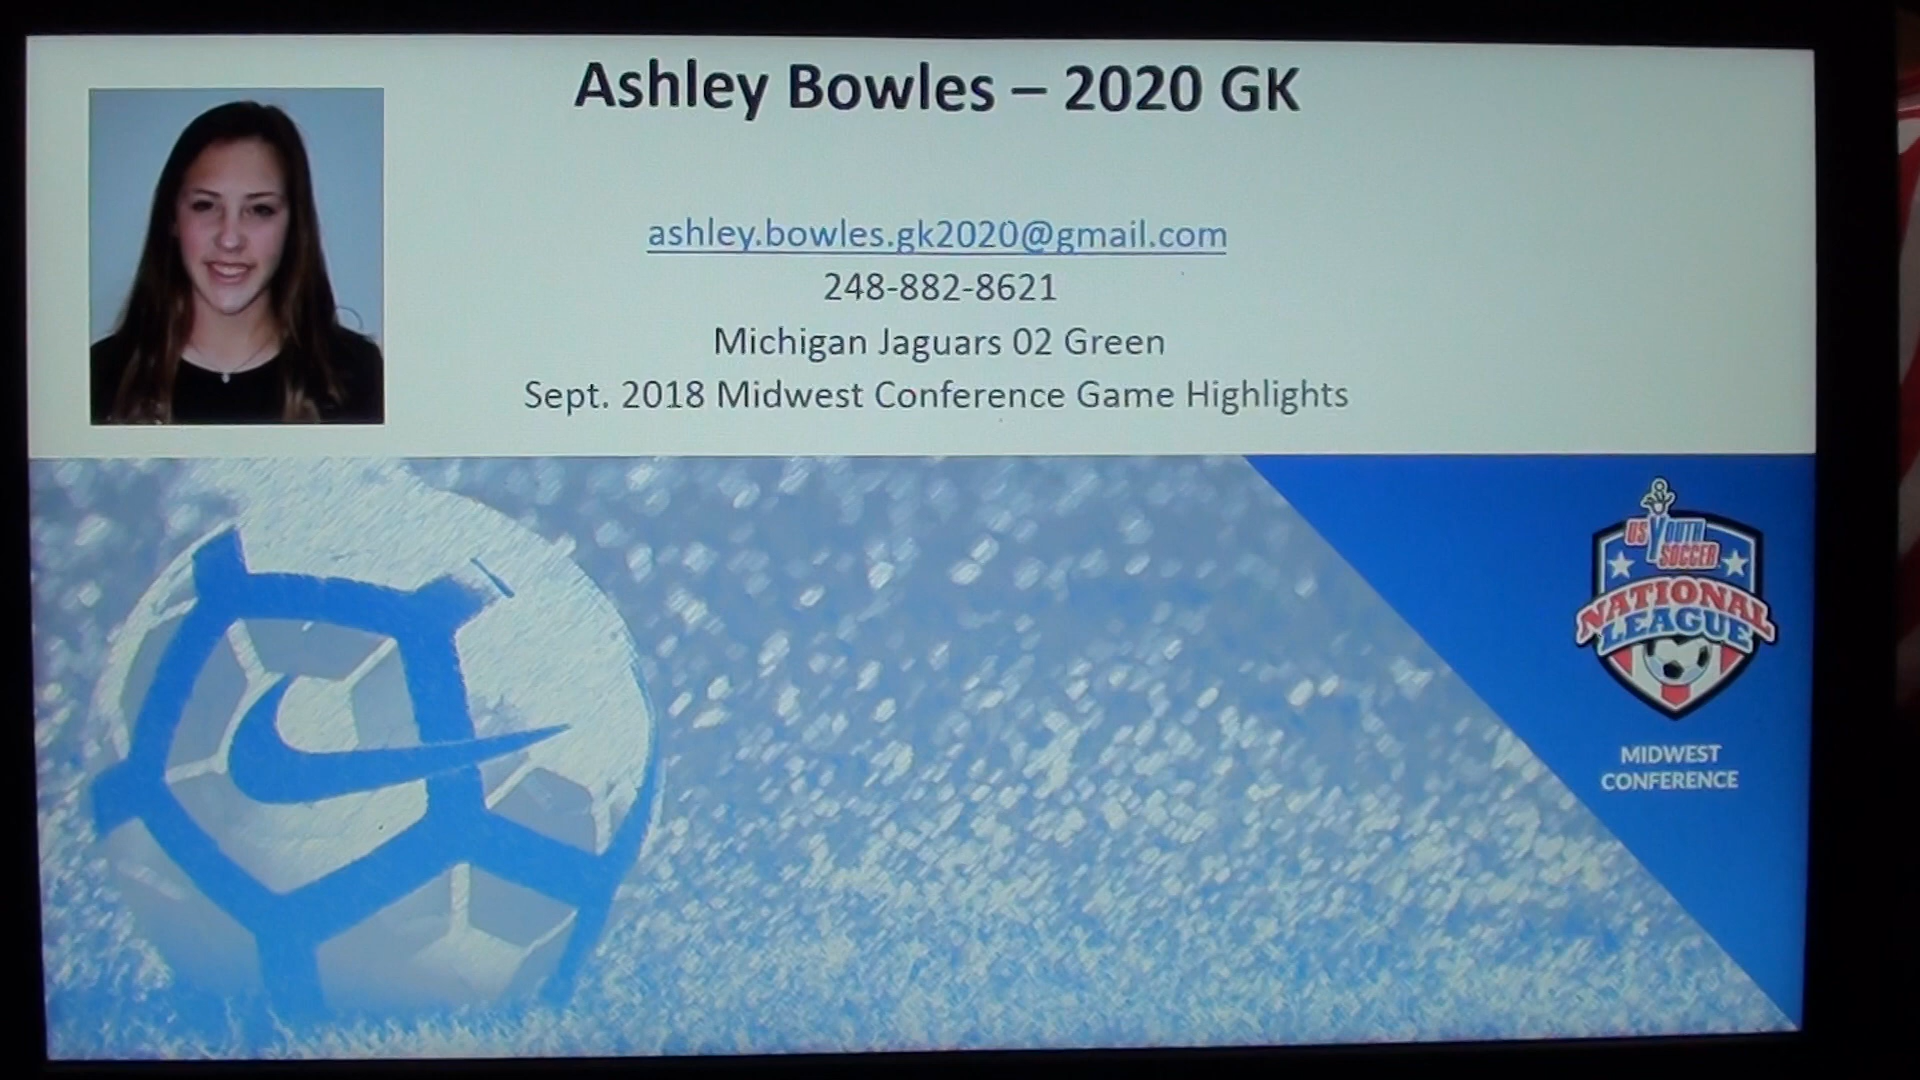 Ashley Bowles – 2020 GK
ashley.bowles.gk2020@gmail.com
248-882-8621
Michigan Jaguars 02 Green
Sept. 2018 Midwest Conference Game Highlights
US YOUTH
SOCCER
NATIONAL
LEAGUE
MIDWEST
CONFERENCE